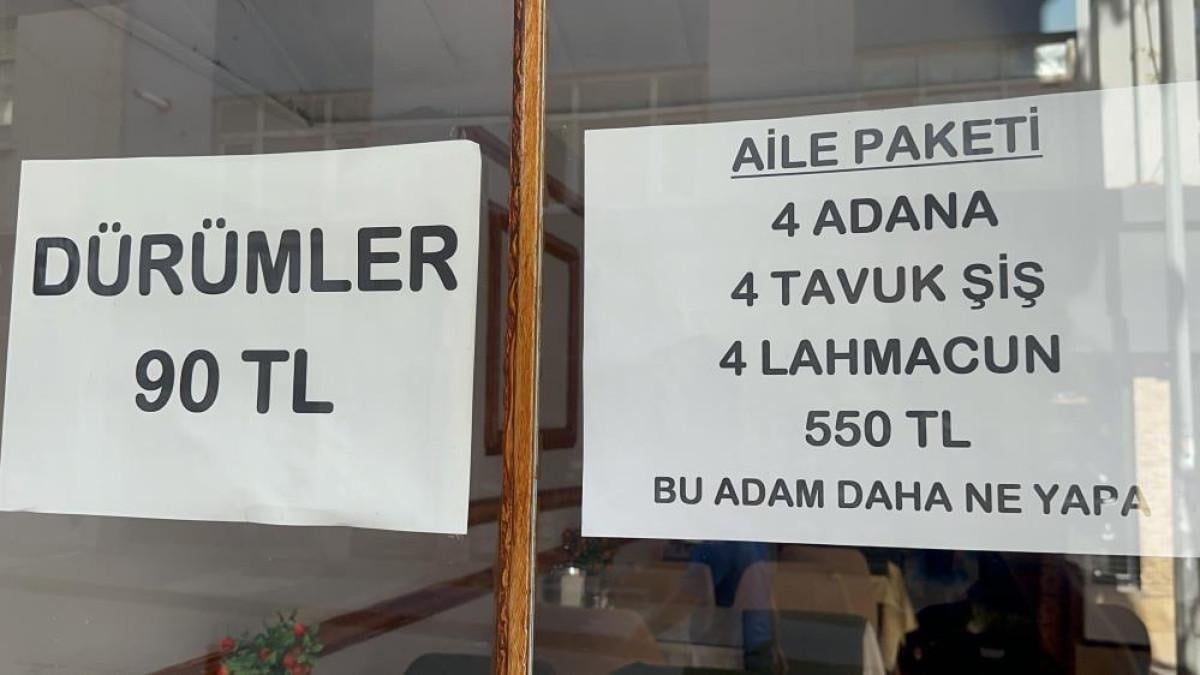 DÜRÜMLER
90 TL
AİLE PAKETİ
4 ADANA
4 TAVUK ŞİŞ
4 LAHMACUN
550 TL
BU ADAM DAHA NE YAPA